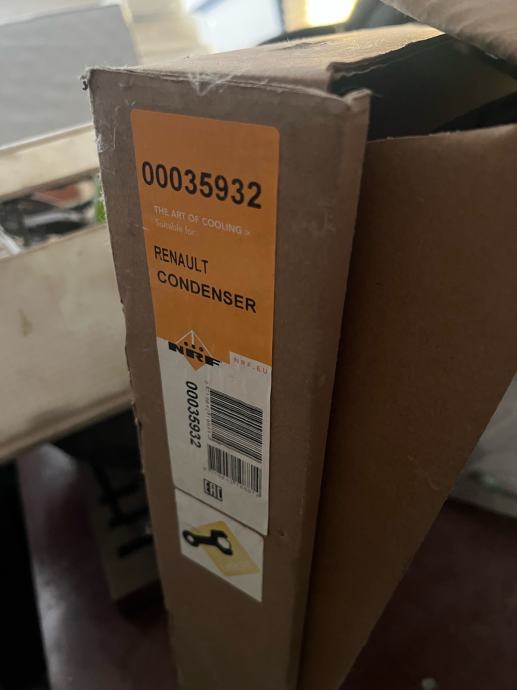 00035932
THE ART OF COOLING >
Suitable for:
RENAULT
CONDENSER
NRF
NRF.EU
00035932
EAC